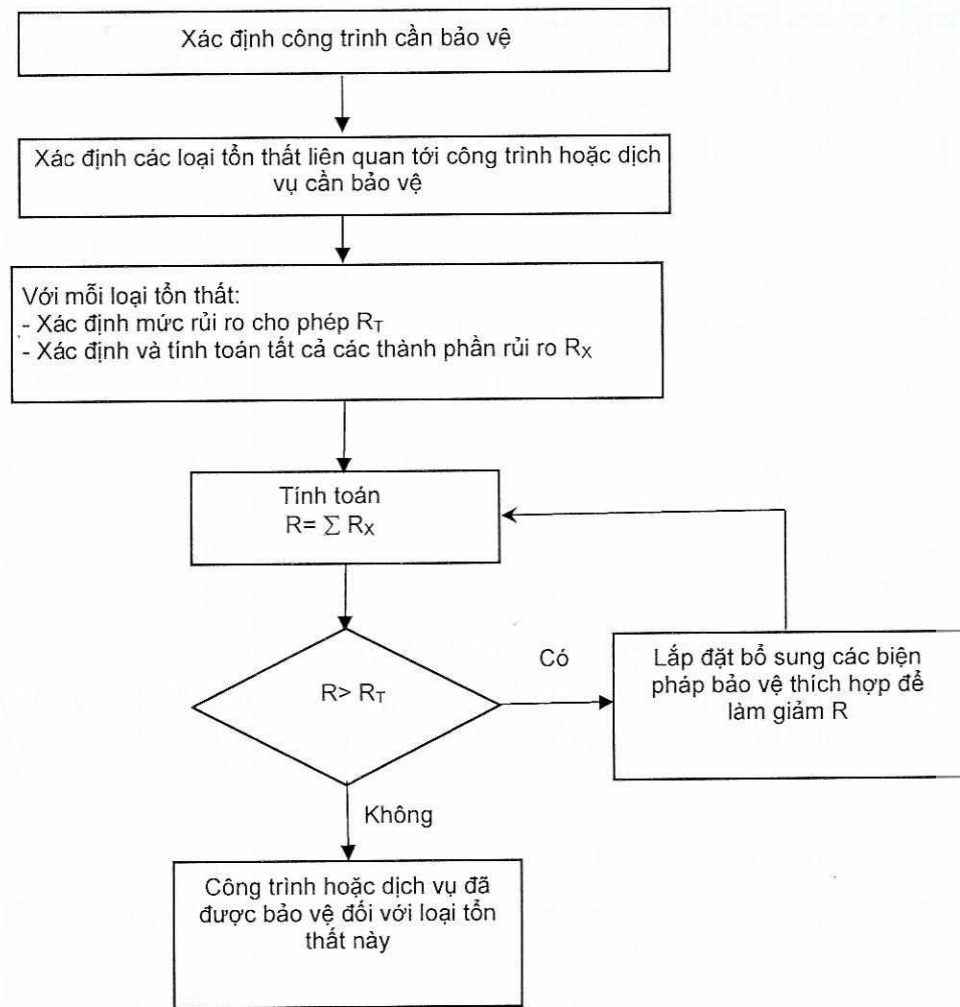 Xác định công trình cần bảo vệ
Xác định các loại tổn thất liên quan tới công trình hoặc dịch
vụ cần bảo vệ
Với mỗi loại tổn thất:
- Xác định mức rủi ro cho phép R_T
- Xác định và tính toán tất cả các thành phần rủi ro R_X
Tính toán
R= ∑ R_X
R> R_T
Có
Lắp đặt bổ sung các biện
pháp bảo vệ thích hợp để
làm giảm R
Không
Công trình hoặc dịch vụ đã
được bảo vệ đối với loại tổn
thất này